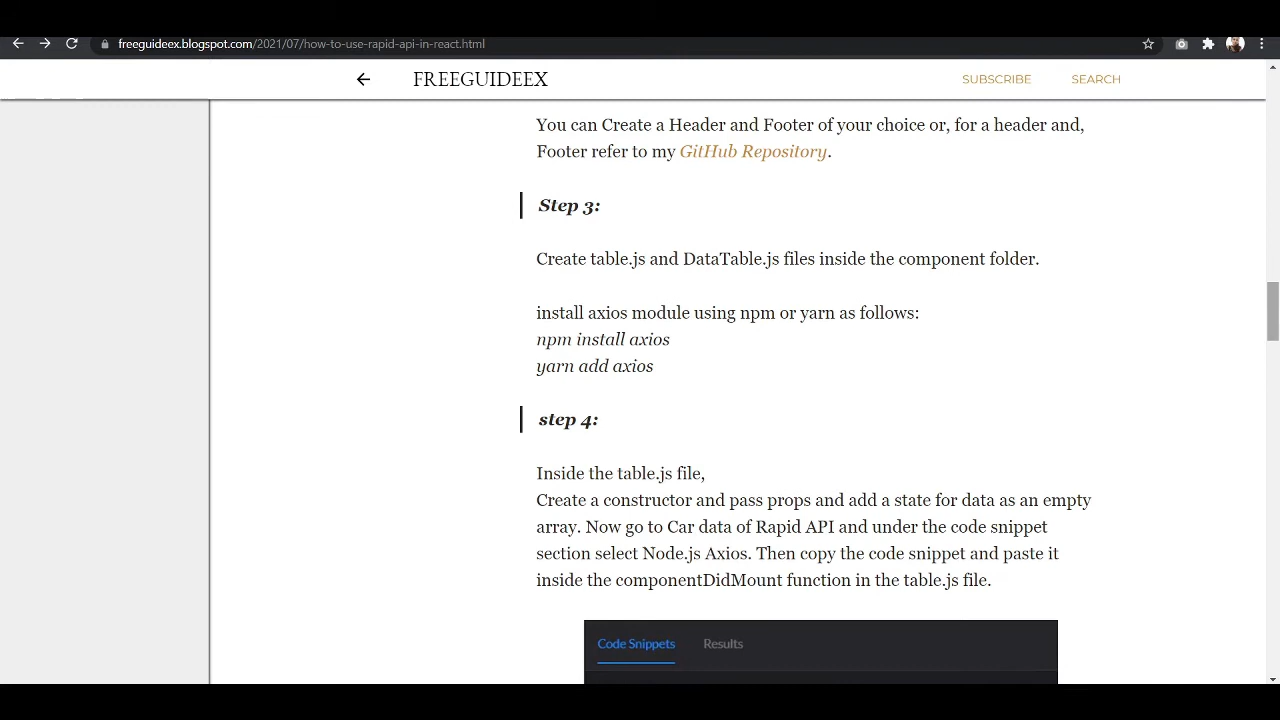 freeguideex.blogspot.com/2021/07/how-to-use-rapid-api-in-react.html
FREEGUIDEEX
SUBSCRIBE
SEARCH
You can Create a Header and Footer of your choice or, for a header and,
Footer refer to my GitHub Repository.
Step 3:
Create table.js and DataTable.js files inside the component folder.
install axios module using npm or yarn as follows:
npm install axios
yarn add axios
step 4:
Inside the table.js file,
Create a constructor and pass props and add a state for data as an empty
array. Now go to Car data of Rapid API and under the code snippet
section select Node.js Axios. Then copy the code snippet and paste it
inside the componentDidMount function in the table.js file.
Code Snippets
Results